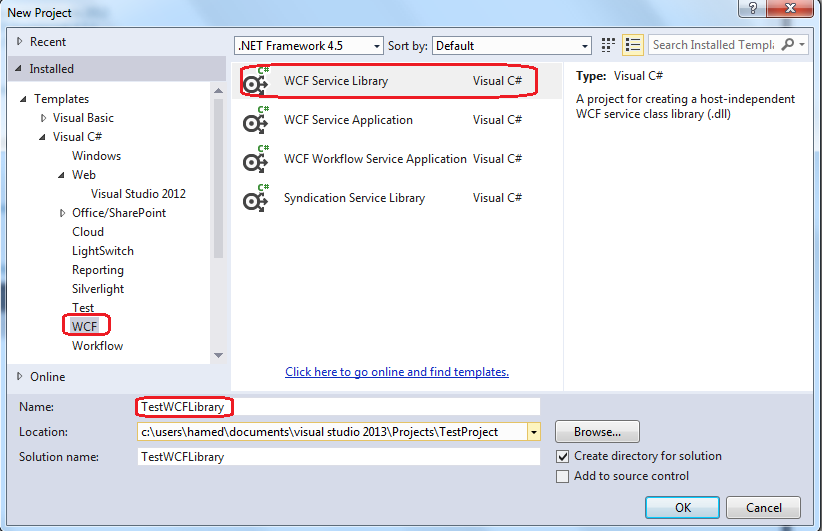 New Project
?
Recent
.NET Framework 4.5
Sort by:
Default
Search Installed Templa
Installed
Templates
Visual Basic
Visual C#
Windows
Web
Visual Studio 2012
Office/SharePoint
Cloud
LightSwitch
Reporting
Silverlight
Test
WCF
Workflow
Online
C#
WCF Service Library Visual C#
C#
WCF Service Application Visual C#
C#
WCF Workflow Service Application Visual C#
C#
Syndication Service Library Visual C#
Click here to go online and find templates.
Type: Visual C#
A project for creating a host-independent
WCF service class library (.dll)
Name: TestWCFLibrary
Location: c:\users\hamed\documents\visual studio 2013\Projects\TestProject
Browse...
Solution name: TestWCFLibrary
Create directory for solution
Add to source control
OK
Cancel